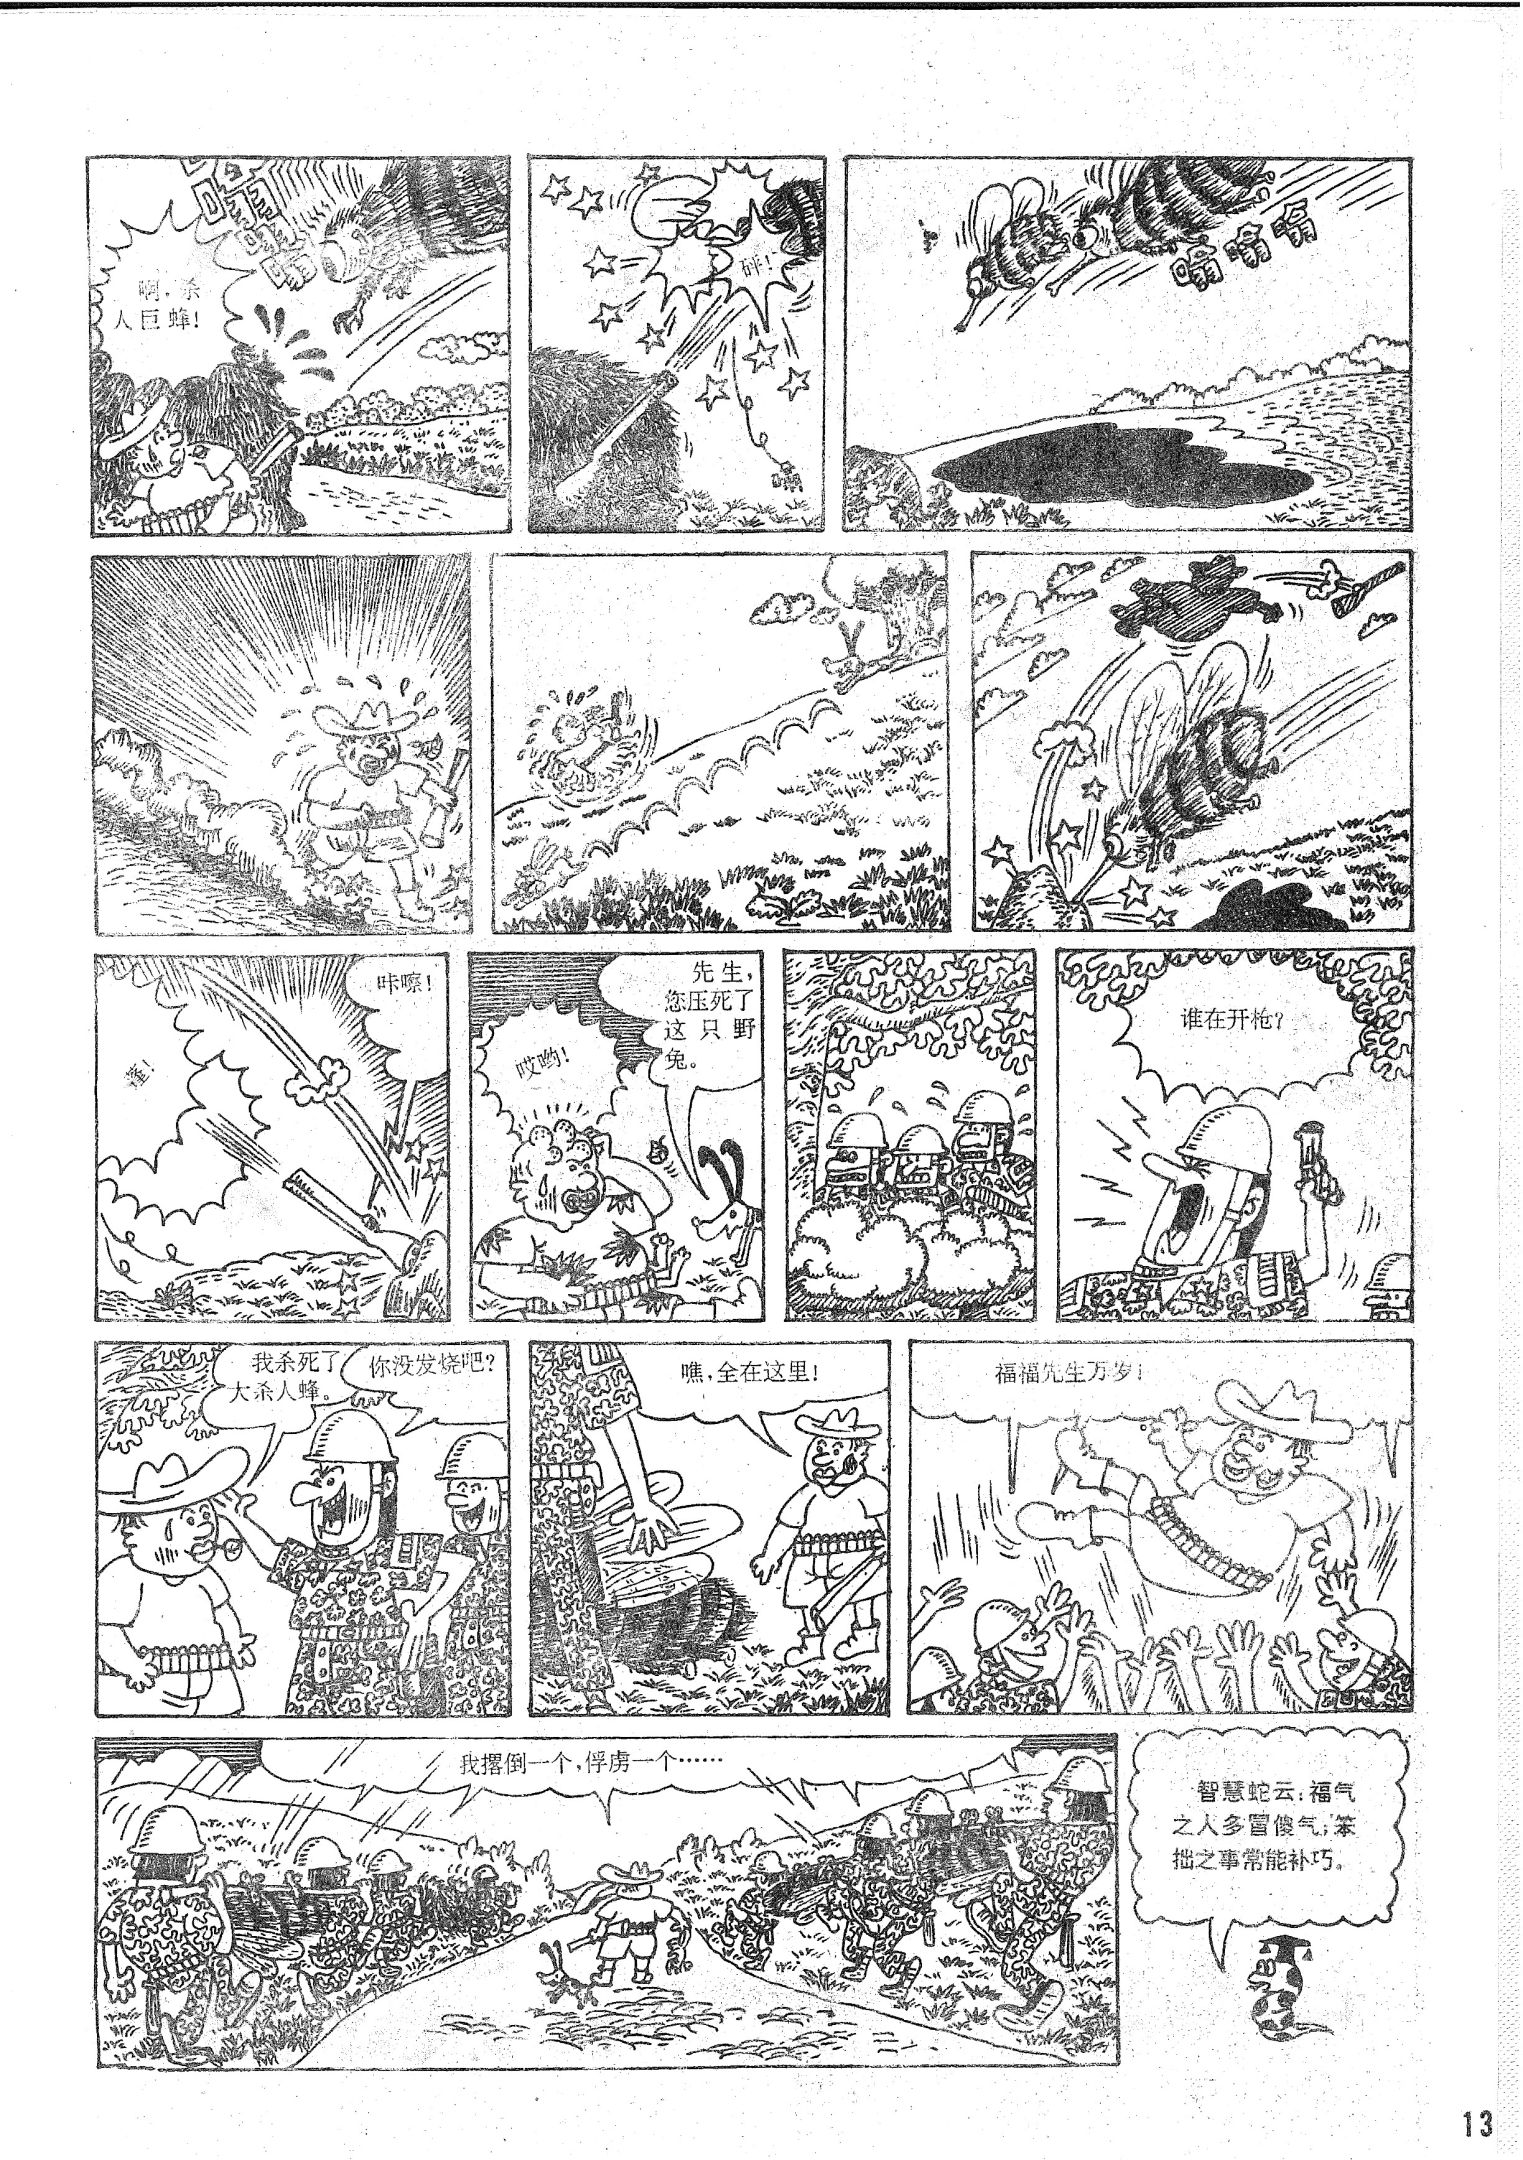 嗡嗡嗡嗡
啊，杀
人巨蜂！
砰！
嗡嗡嗡
咔嚓！
先生，
您压死了
这只野
兔。
哎哟！
谁在开枪？
我杀死了
大杀人蜂。
你没发烧吧？
瞧，全在这里！
福福先生万岁！
我撂倒一个，俘虏一个……
智慧蛇云：福气
之人多冒傻气；笨
拙之事常能补巧。
13